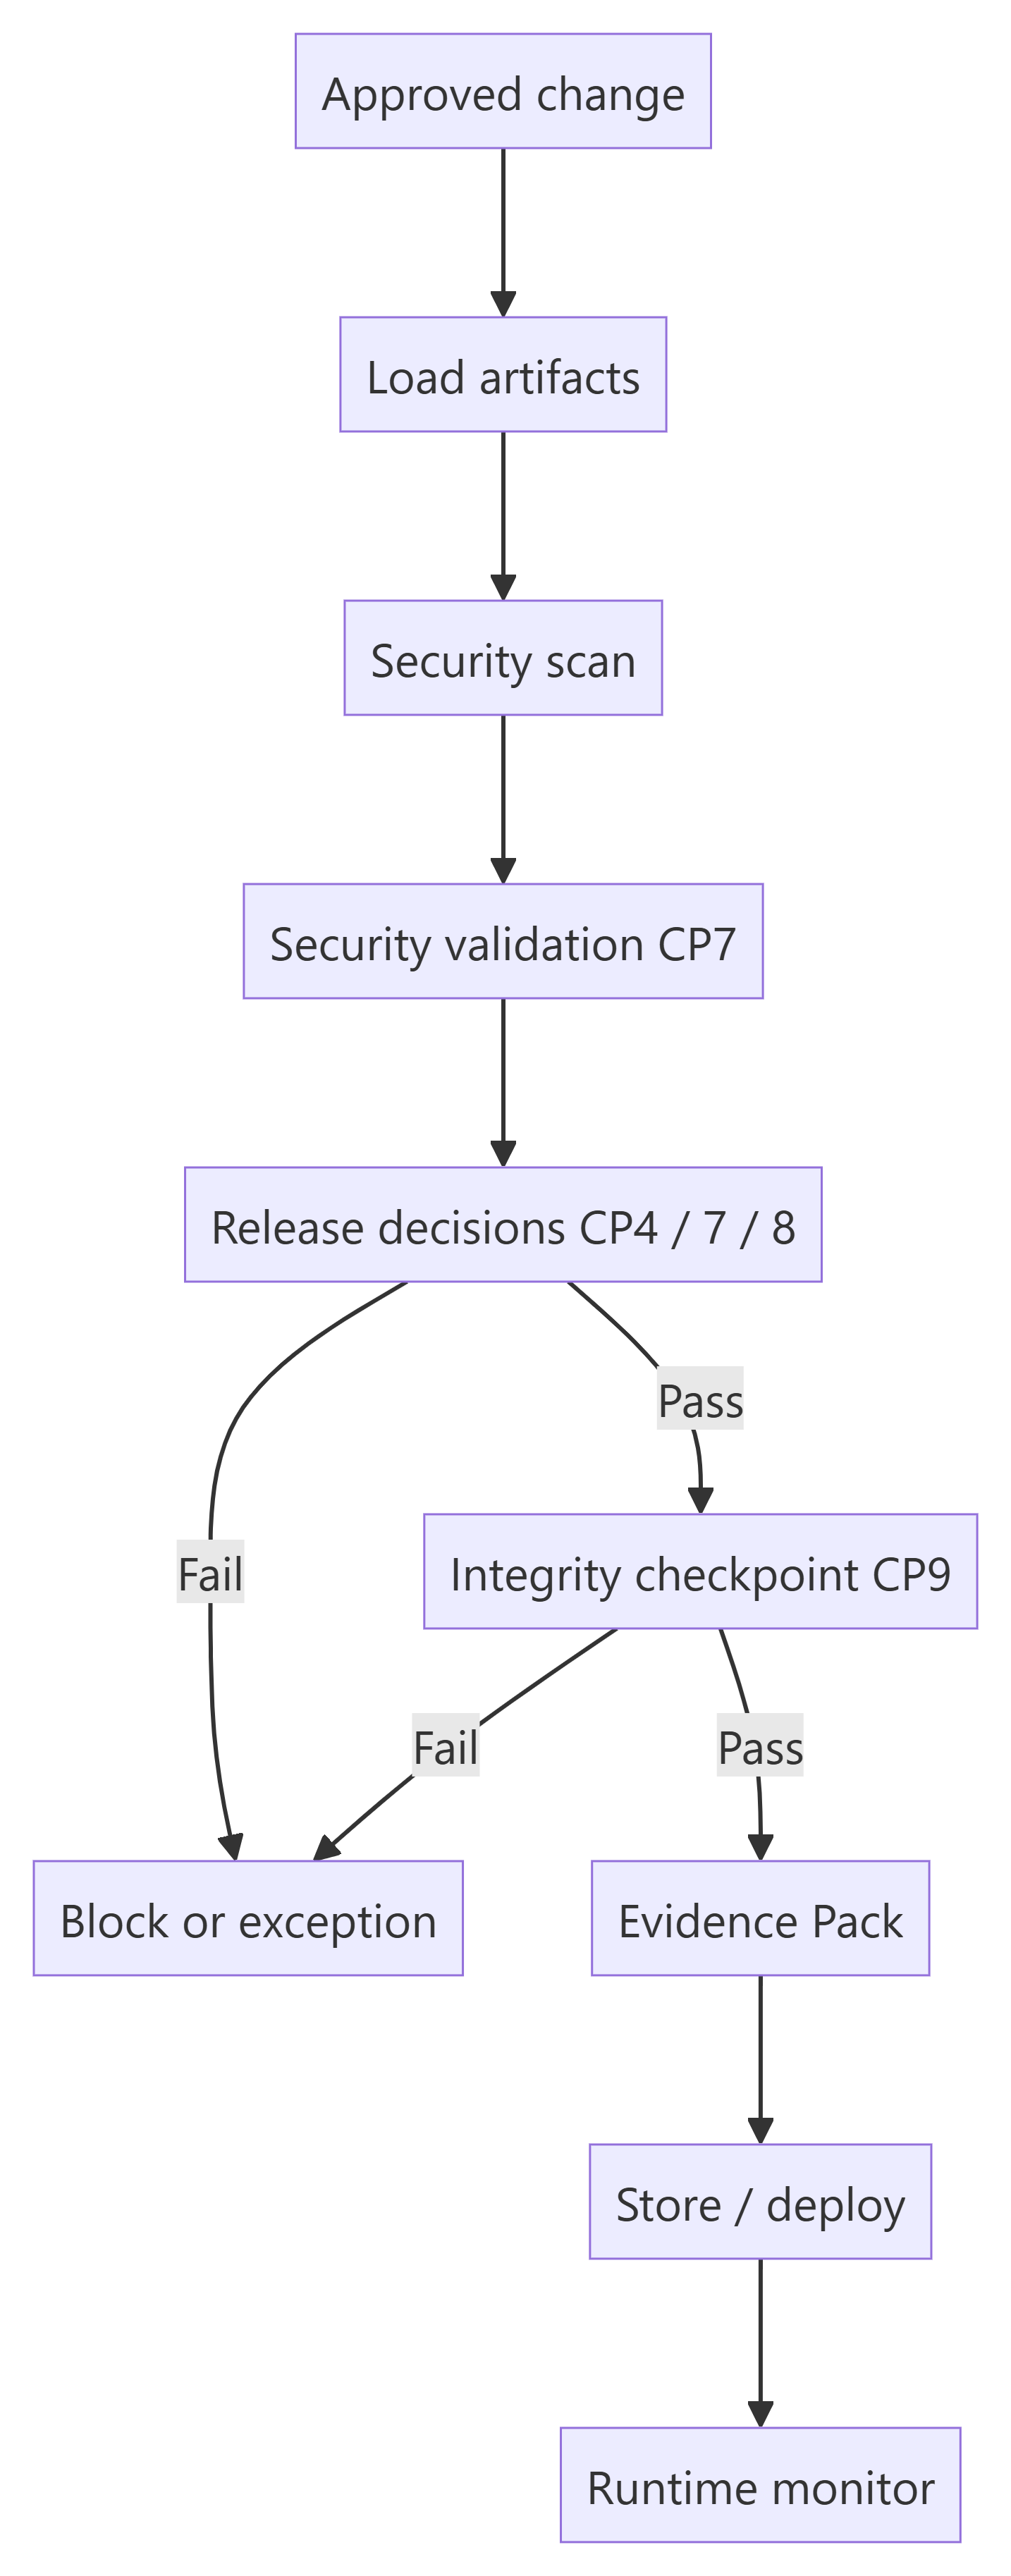 Approved change
Load artifacts
Security scan
Security validation CP7
Release decisions CP4 / 7 / 8
Pass
Fail
Integrity checkpoint CP9
Fail
Pass
Block or exception
Evidence Pack
Store / deploy
Runtime monitor